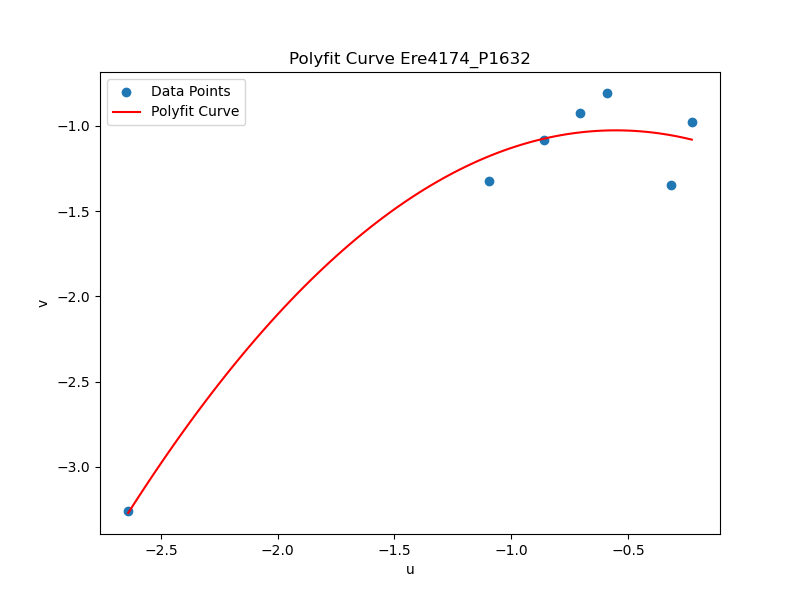 Polyfit Curve Ere4174_P1632
Data Points
Polyfit Curve
−1.0
−1.5
−2.0
−2.5
−3.0
v
−2.5 −2.0 −1.5 −1.0 −0.5
u